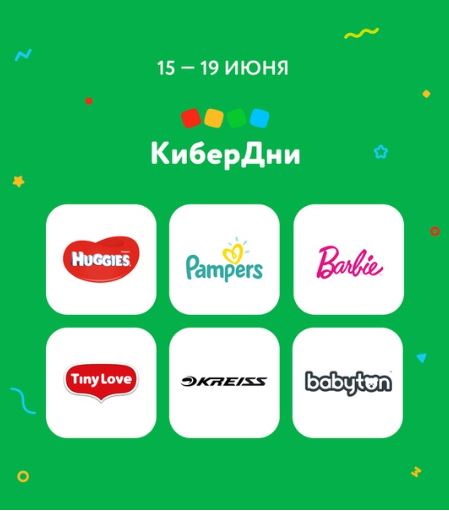 15 — 19 ИЮНЯ
КиберДни
HUGGIES
Pampers
Barbie
Tiny Love
KREISS
babyton